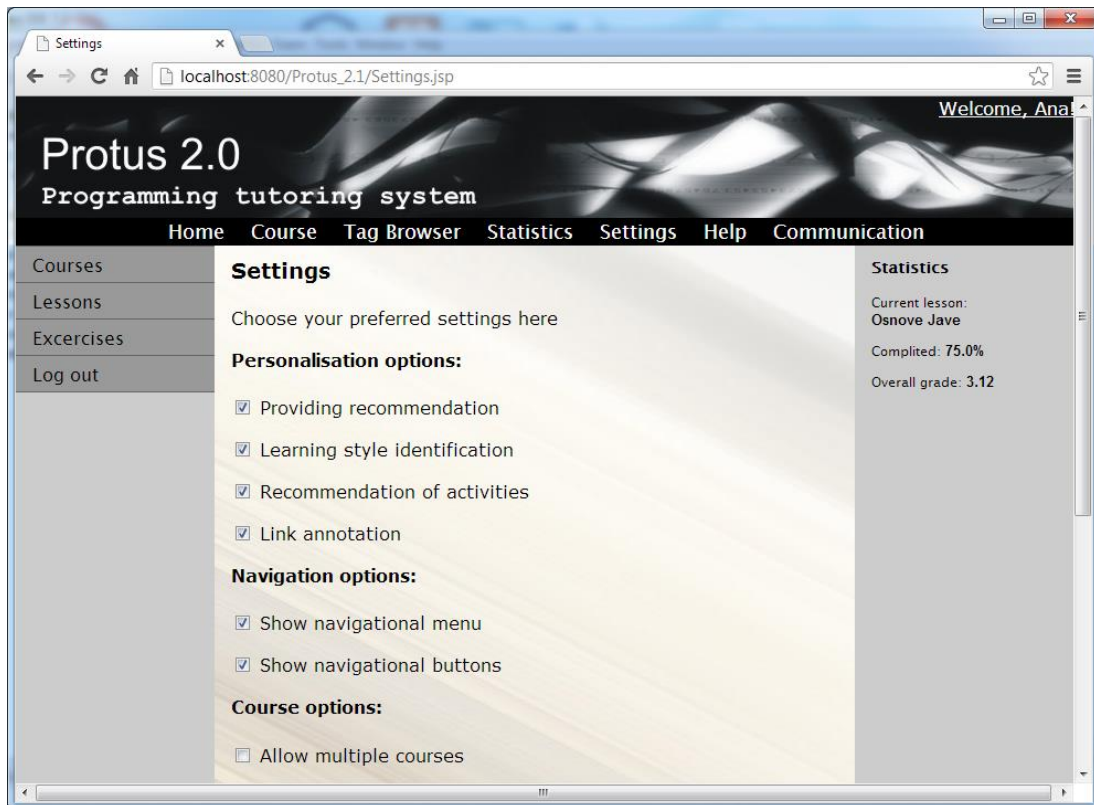 Settings
localhost:8080/Protus_2.1/Settings.jsp
Welcome, Ana!
Protus 2.0
Programming tutoring system
Home Course Tag Browser Statistics Settings Help Communication
Courses
Lessons
Excercises
Log out
Settings
Choose your preferred settings here
Personalisation options:
Providing recommendation
Learning style identification
Recommendation of activities
Link annotation
Navigation options:
Show navigational menu
Show navigational buttons
Course options:
Allow multiple courses
Statistics
Current lesson:
Osnove Jave
Complited: 75.0%
Overall grade: 3.12